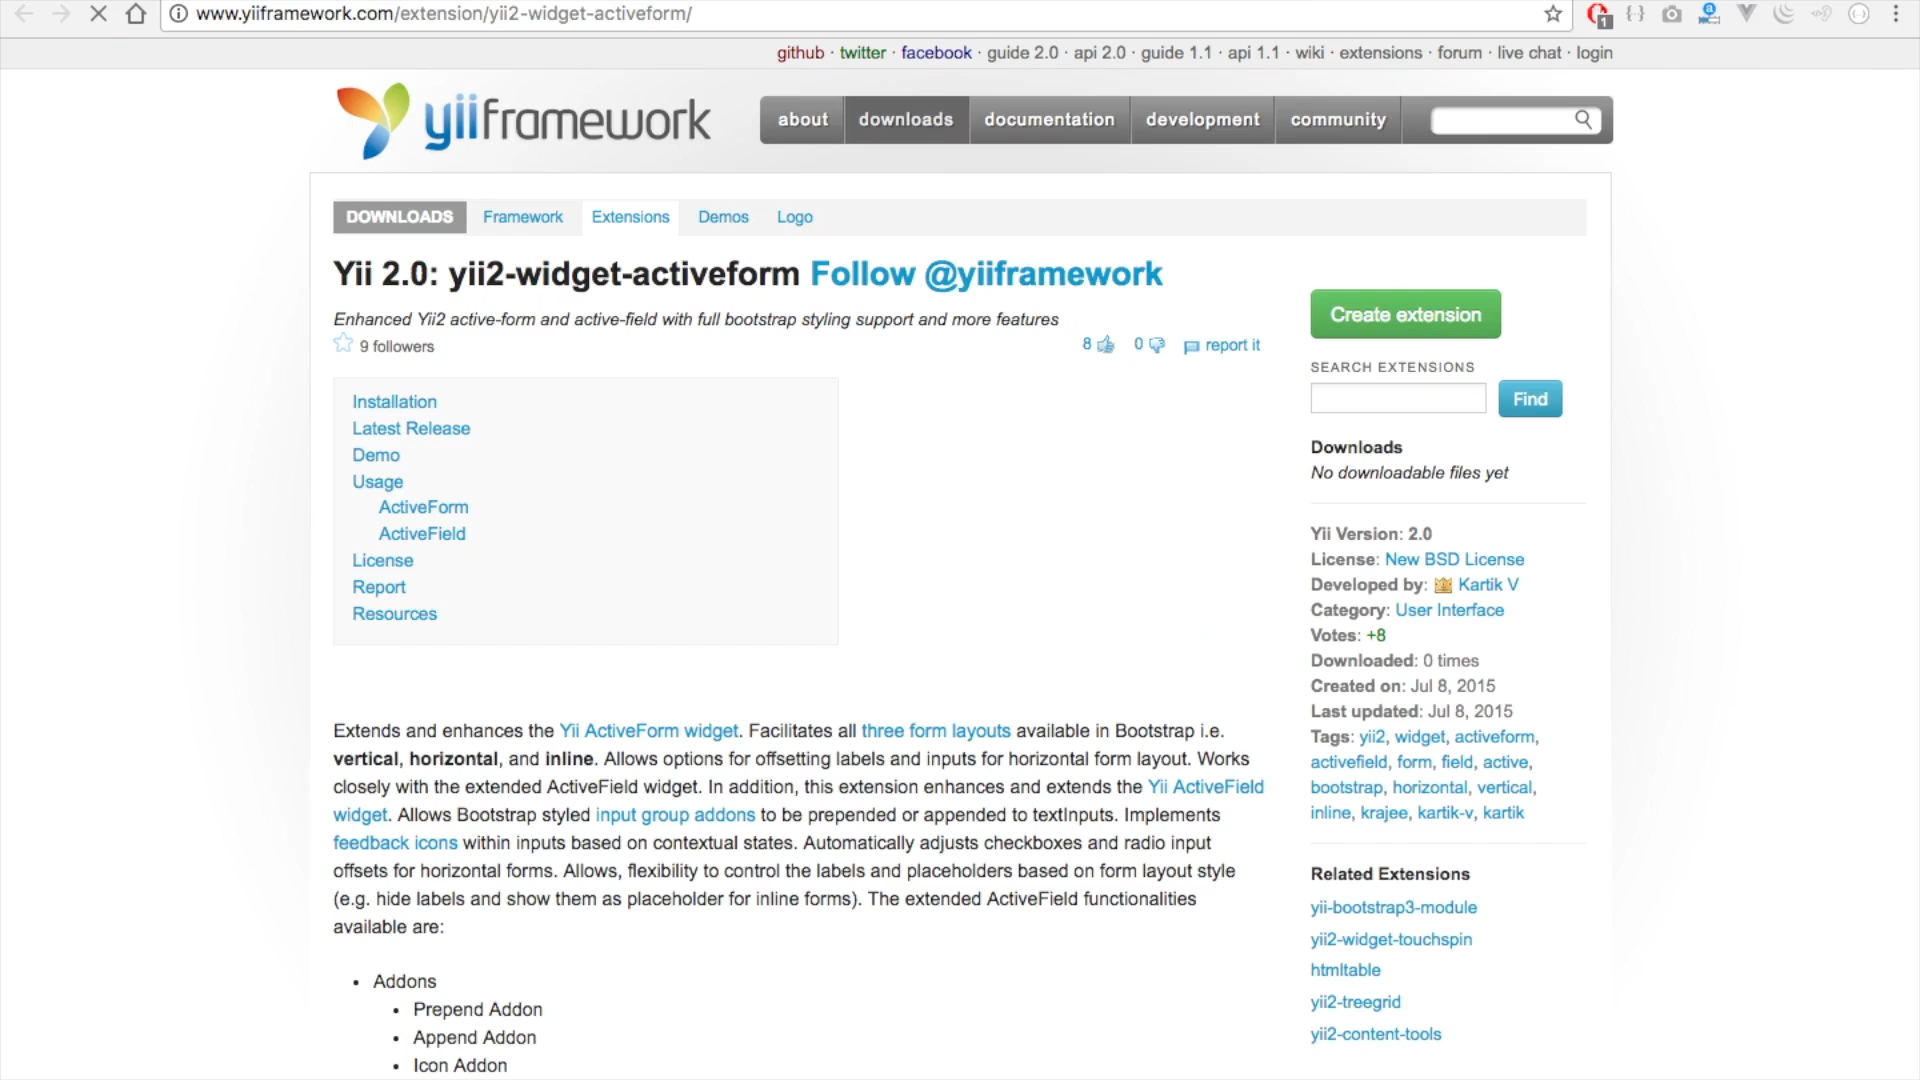 www.yiiframework.com/extension/yii2-widget-activeform/
1
github · twitter · facebook · guide 2.0 · api 2.0 · guide 1.1 · api 1.1 · wiki · extensions · forum · live chat · login
yiiframework
about downloads documentation development community
DOWNLOADS Framework Extensions Demos Logo
Yii 2.0: yii2-widget-activeform Follow @yiiframework
Enhanced Yii2 active-form and active-field with full bootstrap styling support and more features
9 followers
8 0 report it
Installation
Latest Release
Demo
Usage
ActiveForm
ActiveField
License
Report
Resources
Extends and enhances the Yii ActiveForm widget. Facilitates all three form layouts available in Bootstrap i.e.
vertical, horizontal, and inline. Allows options for offsetting labels and inputs for horizontal form layout. Works
closely with the extended ActiveField widget. In addition, this extension enhances and extends the Yii ActiveField
widget. Allows Bootstrap styled input group addons to be prepended or appended to textInputs. Implements
feedback icons within inputs based on contextual states. Automatically adjusts checkboxes and radio input
offsets for horizontal forms. Allows, flexibility to control the labels and placeholders based on form layout style
(e.g. hide labels and show them as placeholder for inline forms). The extended ActiveField functionalities
available are:
• Addons
• Prepend Addon
• Append Addon
• Icon Addon
Create extension
SEARCH EXTENSIONS
Find
Downloads
No downloadable files yet
Yii Version: 2.0
License: New BSD License
Developed by: Kartik V
Category: User Interface
Votes: +8
Downloaded: 0 times
Created on: Jul 8, 2015
Last updated: Jul 8, 2015
Tags: yii2, widget, activeform,
activefield, form, field, active,
bootstrap, horizontal, vertical,
inline, krajee, kartik-v, kartik
Related Extensions
yii-bootstrap3-module
yii2-widget-touchspin
htmltable
yii2-treegrid
yii2-content-tools